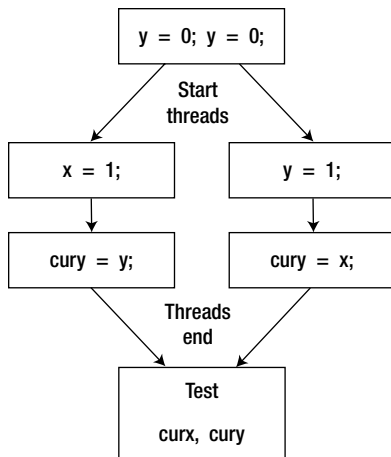 y = 0; y = 0;
Start
threads
x = 1;
y = 1;
cury = y;
cury = x;
Threads
end
Test
curx, cury